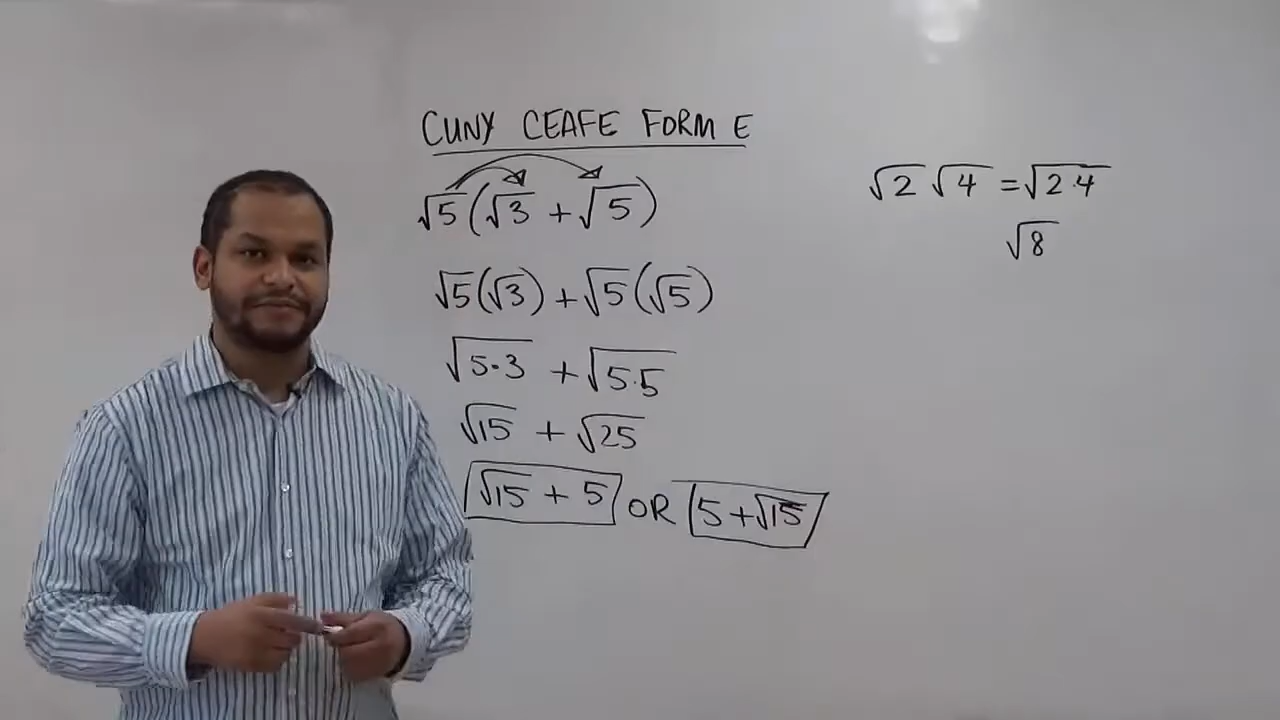 CUNY CEAFE FORM E
√5(√3 + √5)
√5(√3) + √5(√5)
√5·3 + √5·5
√15 + √25
√15 + 5 OR 5+√15
√2 √4 = √2·4
√8